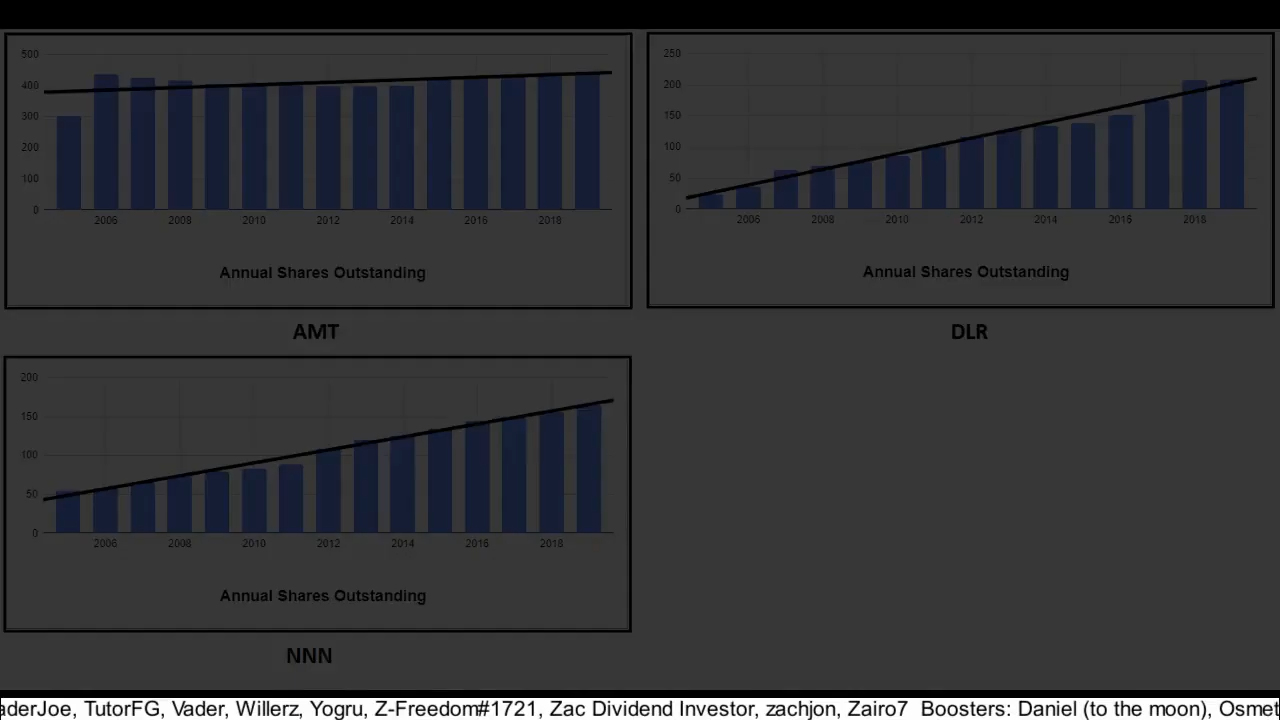 500
400
300
200
100
0
2006 2008 2010 2012 2014 2016 2018
Annual Shares Outstanding
AMT
250
200
150
100
50
0
2006 2008 2010 2012 2014 2016 2018
Annual Shares Outstanding
DLR
200
150
100
50
0
2006 2008 2010 2012 2014 2016 2018
Annual Shares Outstanding
NNN
aderJoe, TutorFG, Vader, Willerz, Yogru, Z-Freedom#1721, Zac Dividend Investor, zachjon, Zairo7 Boosters: Daniel (to the moon), Osmet